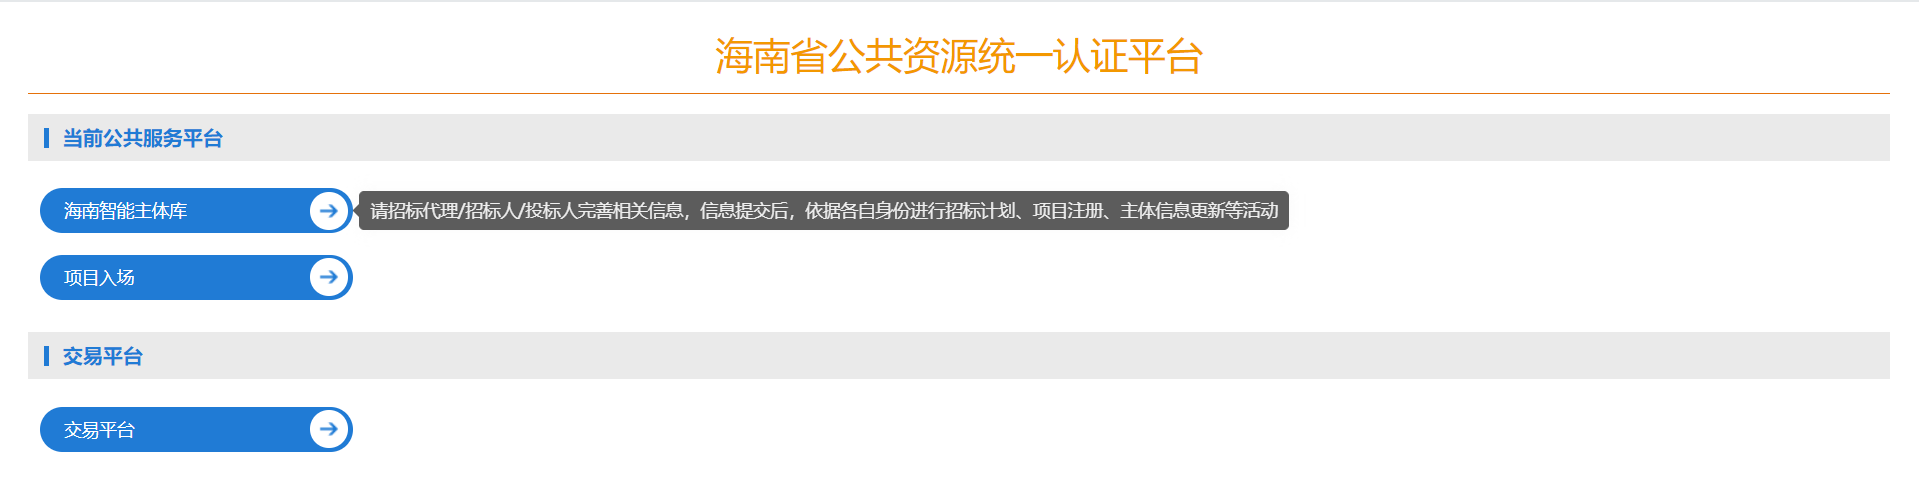 海南省公共资源统一认证平台
当前公共服务平台
海南智能主体库
请招标代理/招标人/投标人完善相关信息，信息提交后，依据各自身份进行招标计划、项目注册、主体信息更新等活动
项目入场
交易平台
交易平台